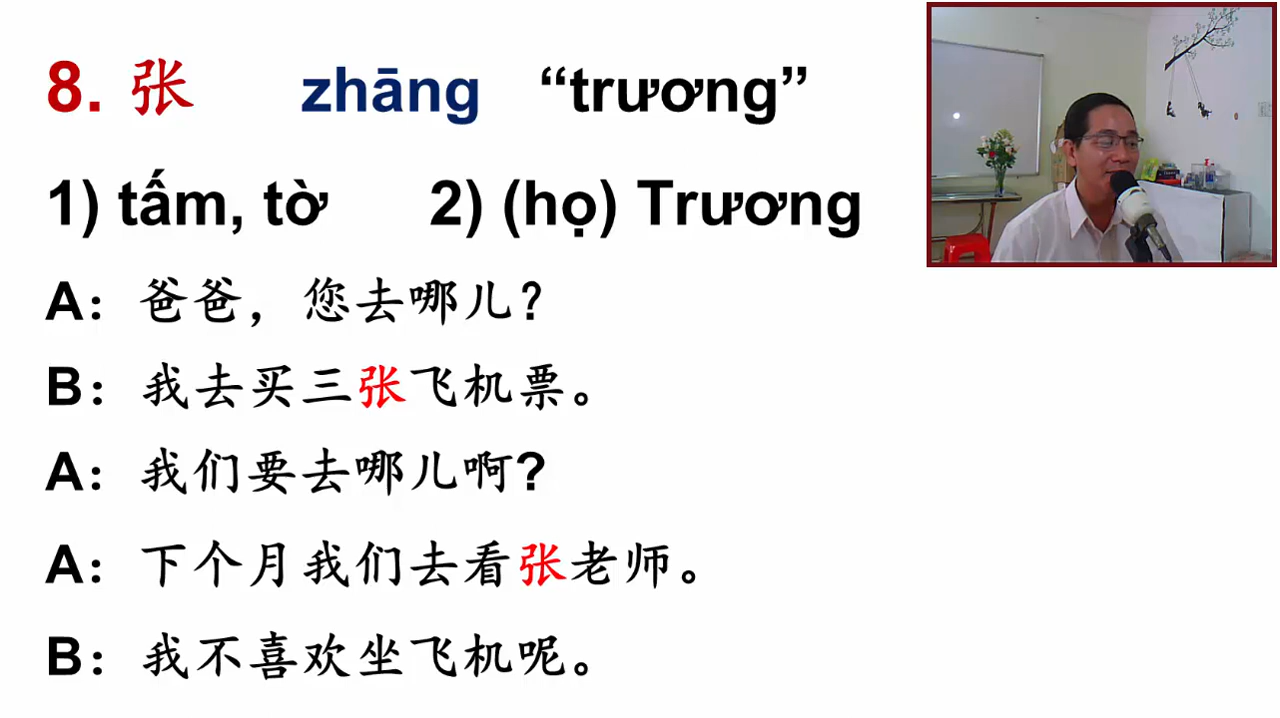 8. 张 zhāng “trương”
1) tấm, tờ 2) (họ) Trương
A：爸爸，您去哪儿？
B：我去买三张飞机票。
A：我们要去哪儿啊?
A：下个月我们去看张老师。
B：我不喜欢坐飞机呢。